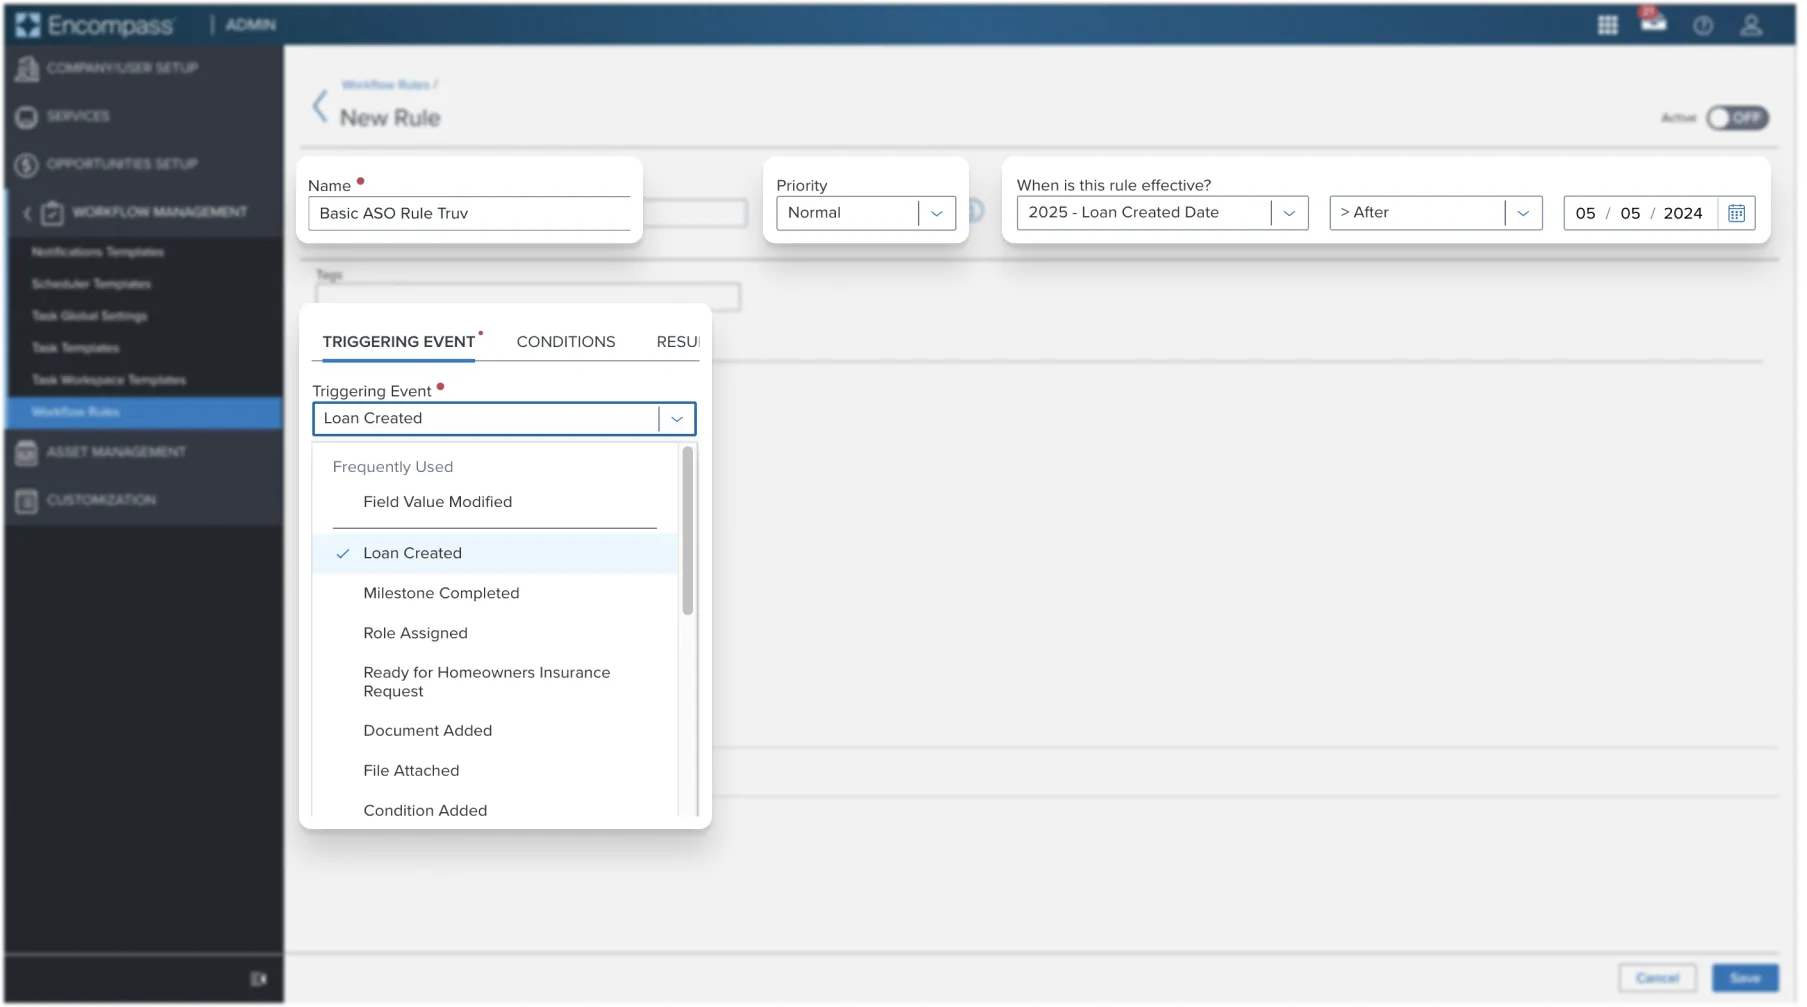 Encompass
ADMIN
21
COMPANY/USER SETUP
SERVICES
OPPORTUNITIES SETUP
WORKFLOW MANAGEMENT
Notifications Templates
Scheduler Templates
Task Global Settings
Task Templates
Task Workspace Templates
Workflow Rules
ASSET MANAGEMENT
CUSTOMIZATION
Workflow Rules /
New Rule
Active OFF
Name
Basic ASO Rule Truv
Priority
Normal
When is this rule effective?
2025 - Loan Created Date
> After
05 / 05 / 2024
Tags
TRIGGERING EVENT CONDITIONS RESU
Triggering Event
Loan Created
Frequently Used
Field Value Modified
Loan Created
Milestone Completed
Role Assigned
Ready for Homeowners Insurance
Request
Document Added
File Attached
Condition Added
Cancel
Save